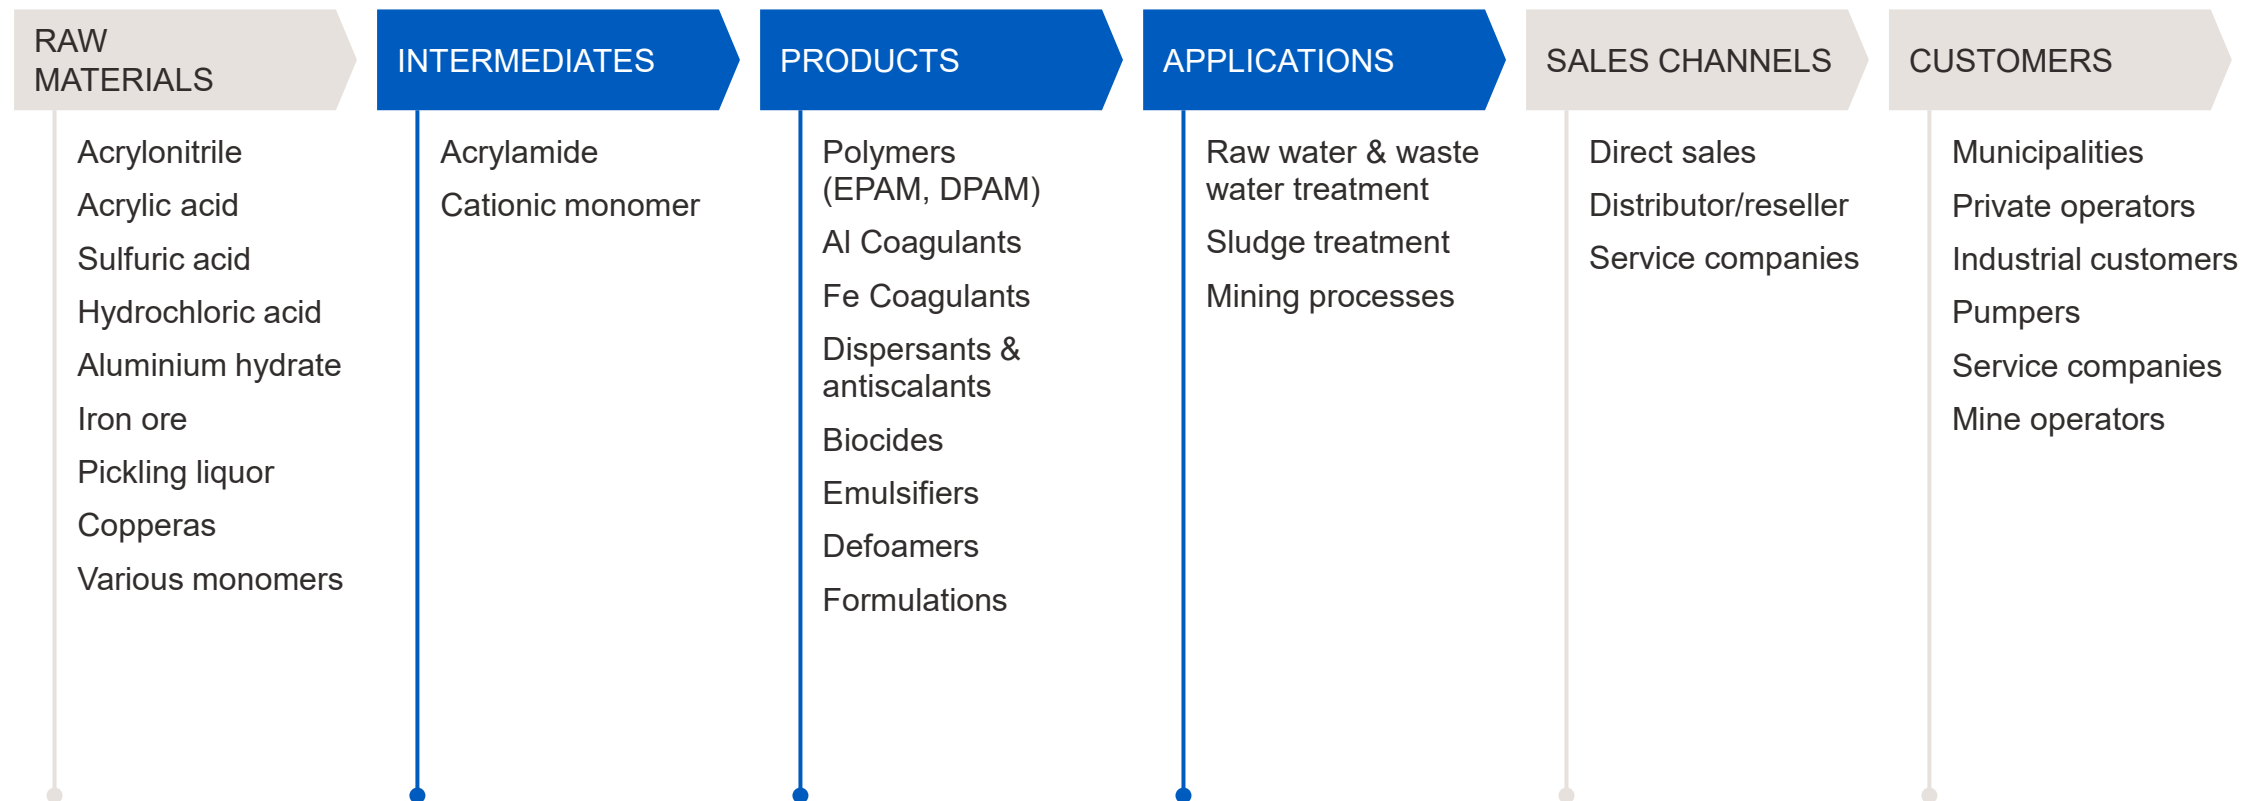 RAW
MATERIALS
Acrylonitrile
Acrylic acid
Sulfuric acid
Hydrochloric acid
Aluminium hydrate
Iron ore
Pickling liquor
Copperas
Various monomers
INTERMEDIATES
Acrylamide
Cationic monomer
PRODUCTS
Polymers
(EPAM, DPAM)
Al Coagulants
Fe Coagulants
Dispersants &
antiscalants
Biocides
Emulsifiers
Defoamers
Formulations
APPLICATIONS
Raw water & waste
water treatment
Sludge treatment
Mining processes
SALES CHANNELS
Direct sales
Distributor/reseller
Service companies
CUSTOMERS
Municipalities
Private operators
Industrial customers
Pumpers
Service companies
Mine operators